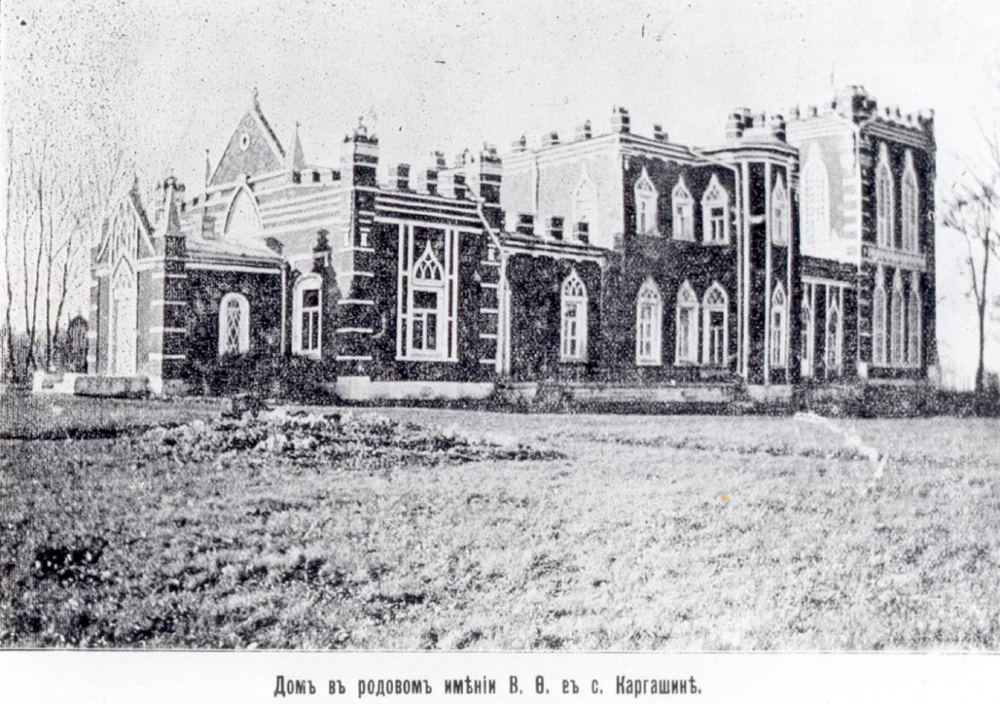 Домъ въ родовомъ имѣніи В. Ѳ. въ с. Каргашинѣ.